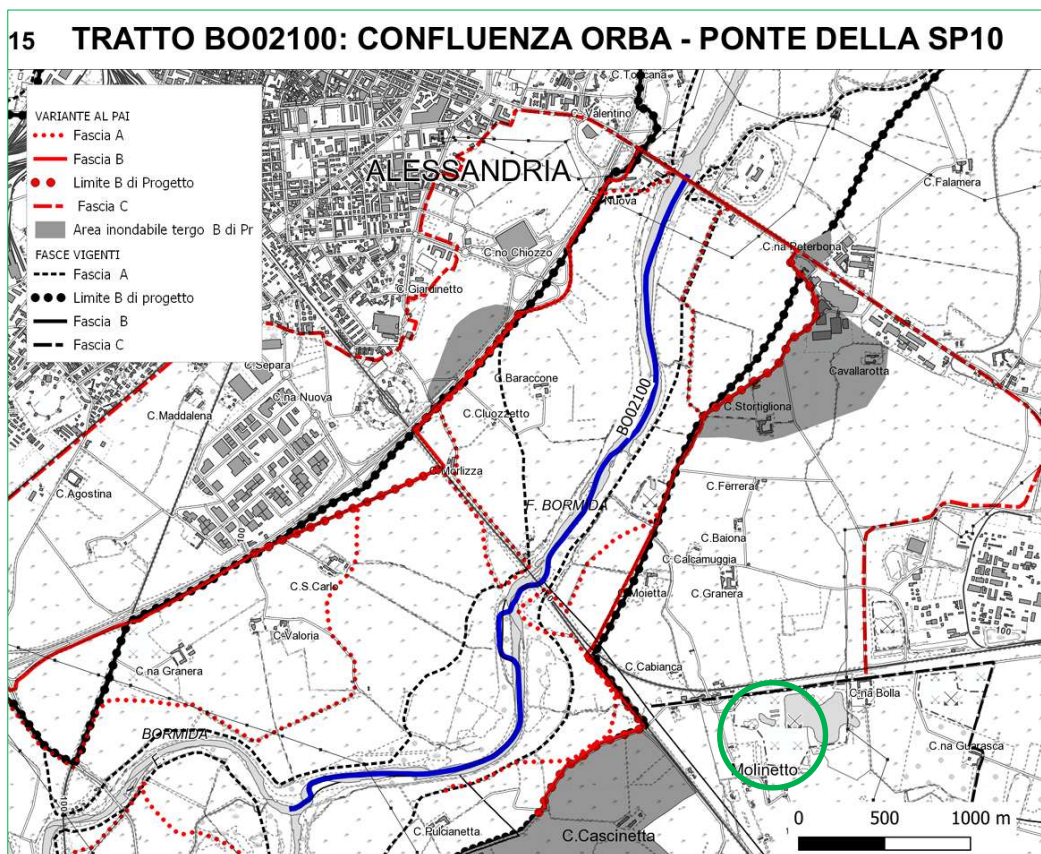 15 TRATTO BO02100: CONFLUENZA ORBA - PONTE DELLA SP10
VARIANTE AL PAI
Fascia A
Fascia B
Limite B di Progetto
Fascia C
Area inondabile tergo B di Pr
FASCE VIGENTI
Fascia A
Limite B di progetto
Fascia B
Fascia C
C. Valentino
ALESSANDRIA
C.Falamera
C.no Chiozzo
C.na Peterbona
C.Giardinetto
C.Separa
C.na Nuova
C.Baraccone
Cavallarotta
C.Maddalena
C.Cluozzetto
BO02100
C.Stortigliona
C.Agostina
C.Morlizza
C.Ferrera
F. BORMIDA
100
C.Baiona
C.S.Carlo
C.Calcamuggia
C.Moietta
C.Granera
C.Valoria
100
C.na Granera
C.Cabianca
C.na Bolla
BORMIDA
C.na Guarasca
Molinetto
C.Pulcianetta
C.Cascinetta
0 500 1000 m